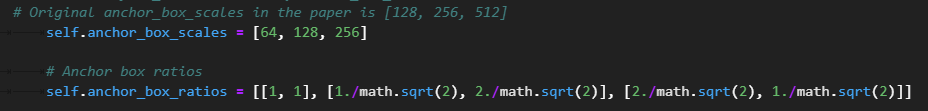 # Original anchor_box_scales in the paper is [128, 256, 512]
self.anchor_box_scales = [64, 128, 256]
# Anchor box ratios
self.anchor_box_ratios = [[1, 1], [1./math.sqrt(2), 2./math.sqrt(2)], [2./math.sqrt(2), 1./math.sqrt(2)]]